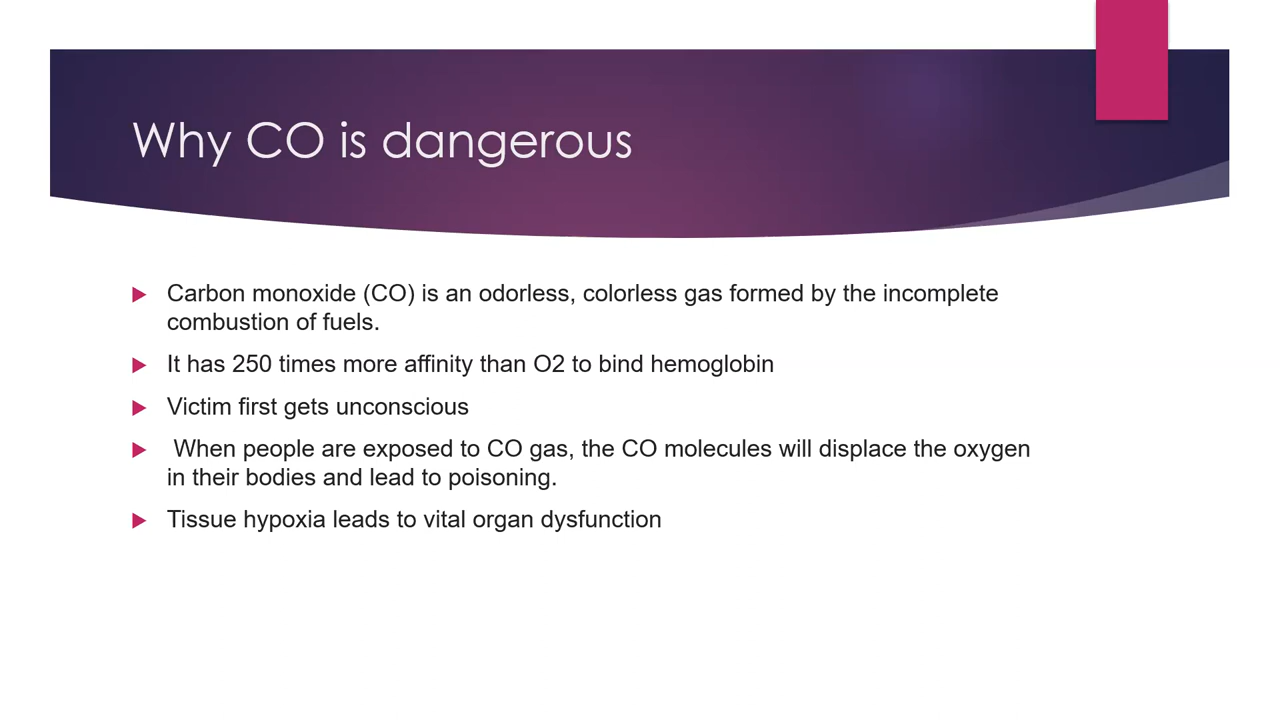 Why CO is dangerous
Carbon monoxide (CO) is an odorless, colorless gas formed by the incomplete
combustion of fuels.
It has 250 times more affinity than O2 to bind hemoglobin
Victim first gets unconscious
When people are exposed to CO gas, the CO molecules will displace the oxygen
in their bodies and lead to poisoning.
Tissue hypoxia leads to vital organ dysfunction